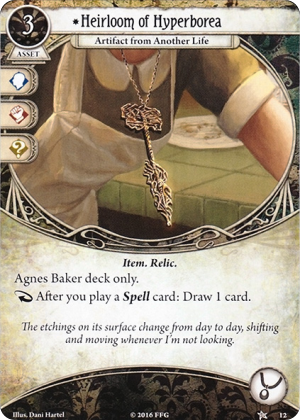 3
*Heirloom of Hyperborea
ASSET
Artifact from Another Life
?
Item. Relic.
Agnes Baker deck only.
After you play a Spell card: Draw 1 card.
The etchings on its surface change from day to day, shifting
and moving whenever I'm not looking.
Illus. Dani Hartel
© 2016 FFG
12